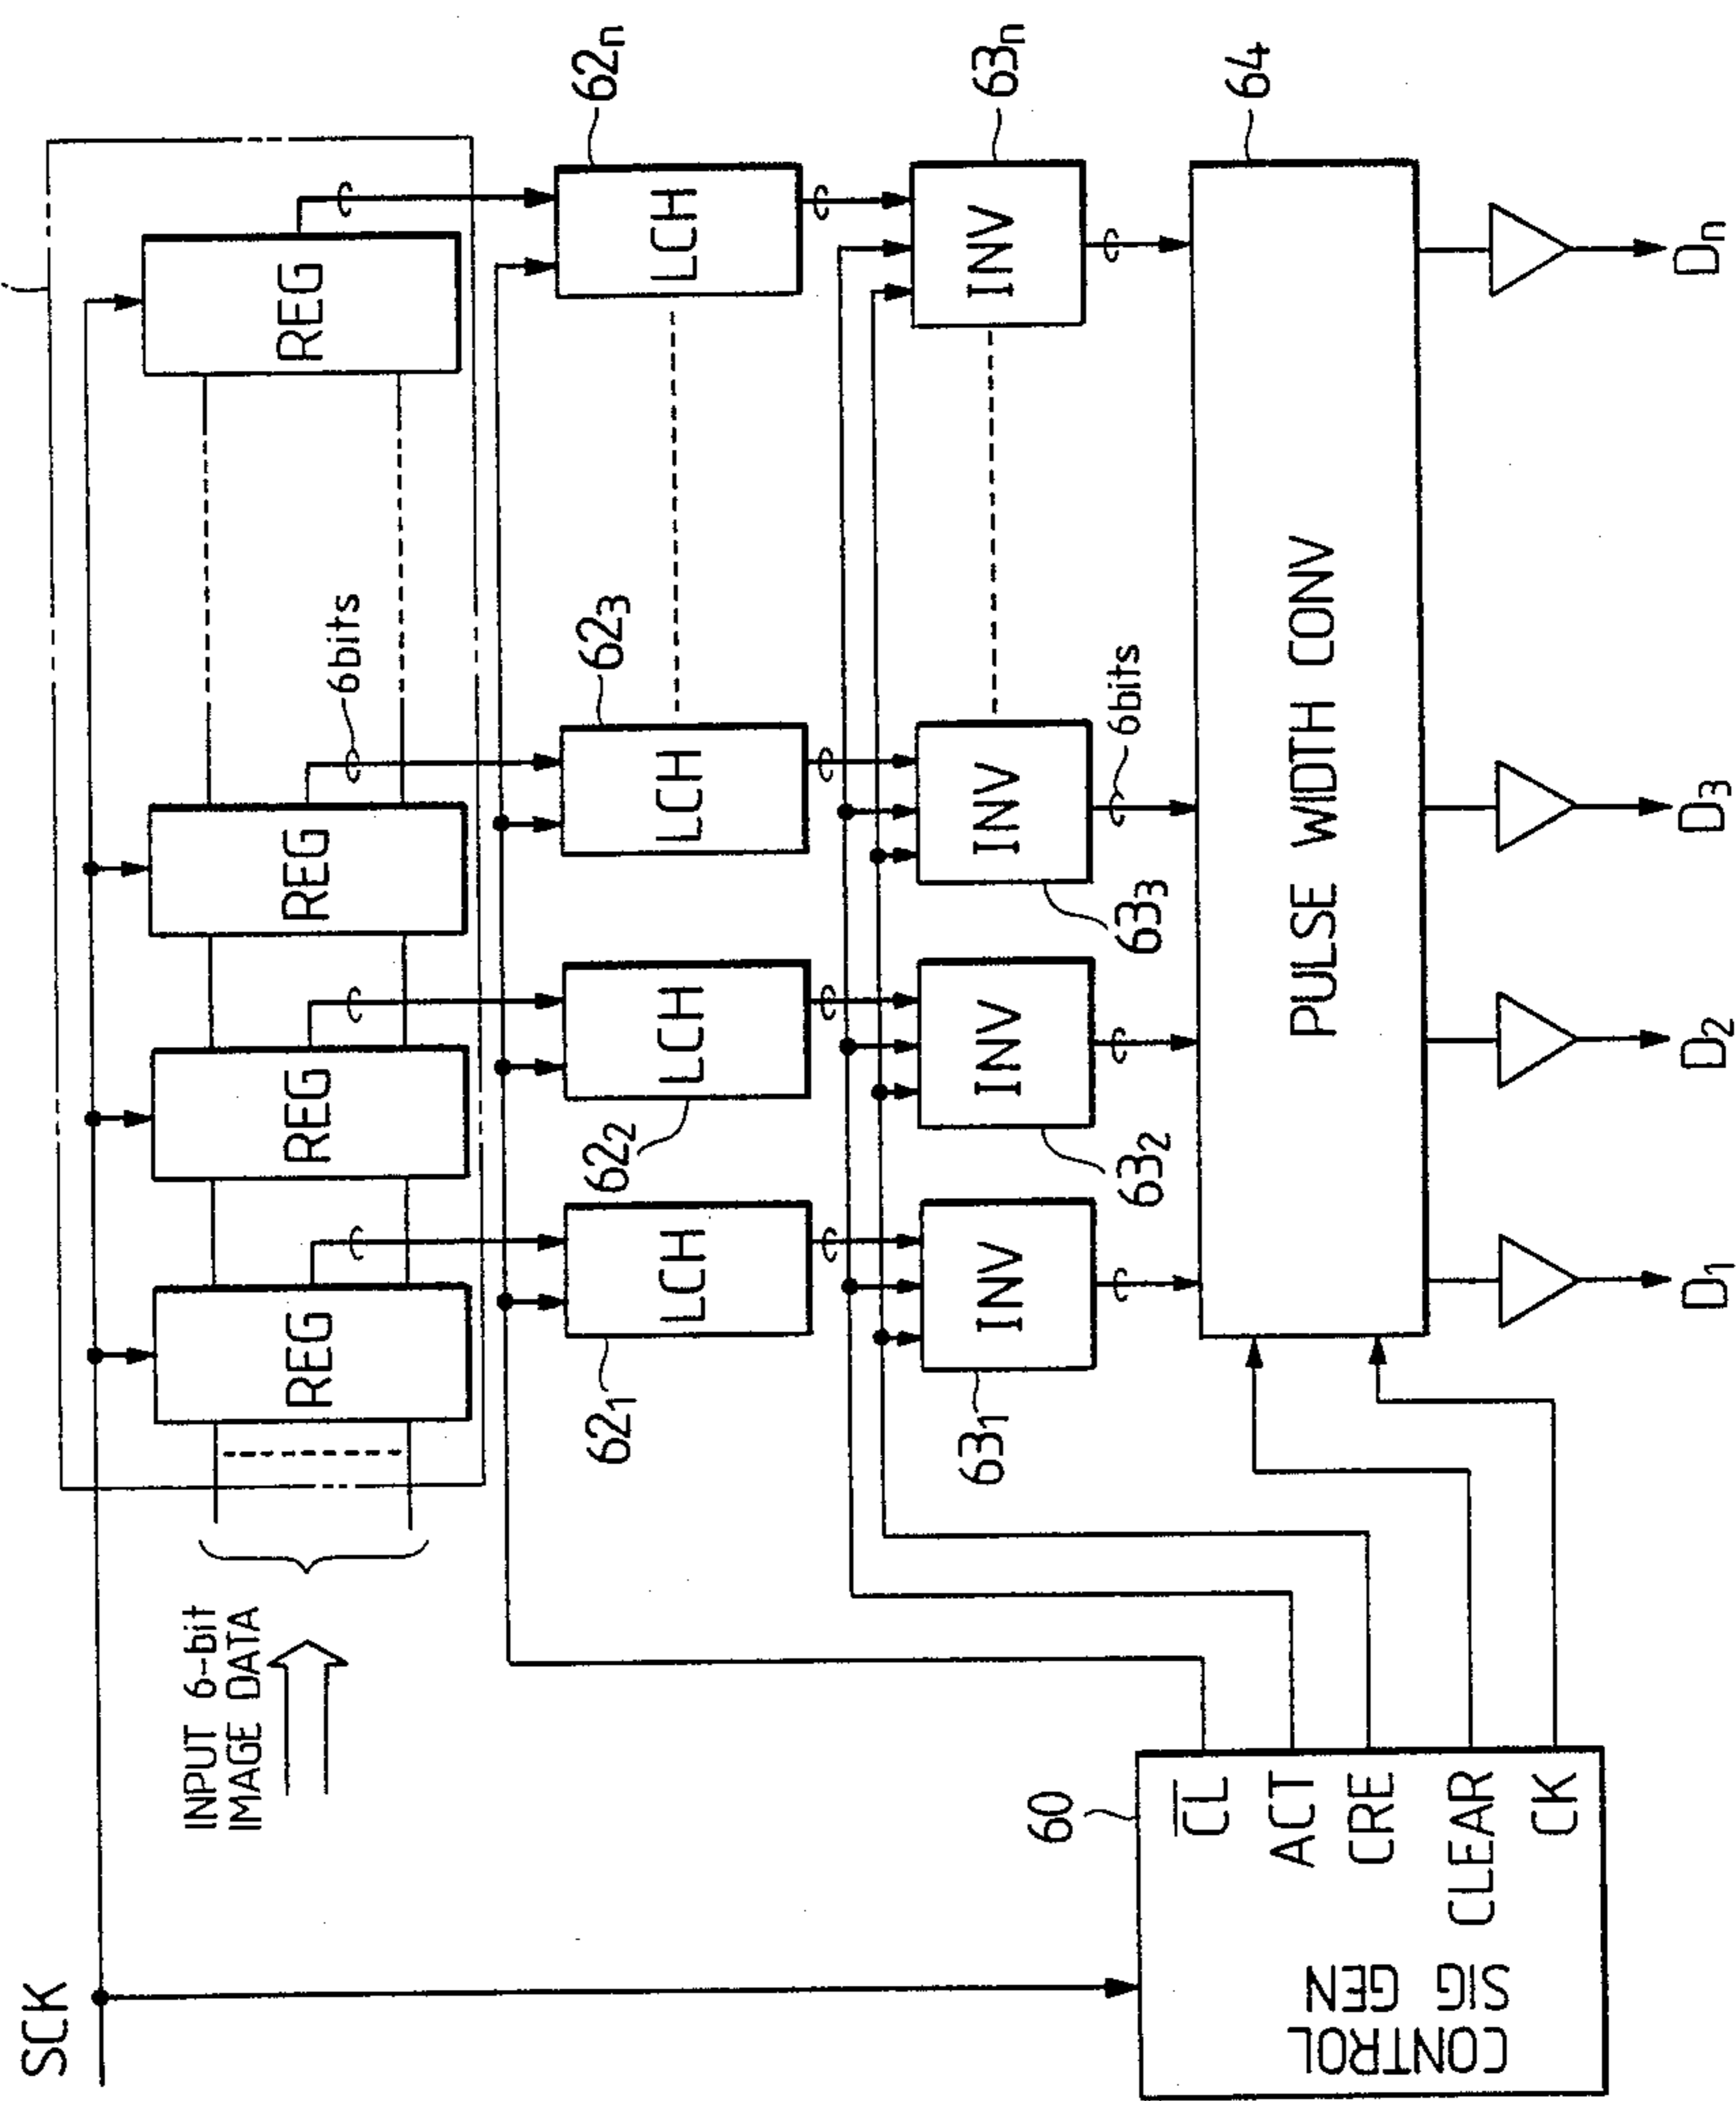 SCK
INPUT 6-bit
IMAGE DATA
REG
REG
REG
REG
6bits
62₁
62₂
62₃
62n
LCH
LCH
LCH
LCH
63₁
63₂
63₃
63n
INV
INV
INV
INV
6bits
60
C̅L̅
ACT
CRE
CLEAR
CK
CONTROL
SIG GEN
64
PULSE WIDTH CONV
D₁
D₂
D₃
Dn